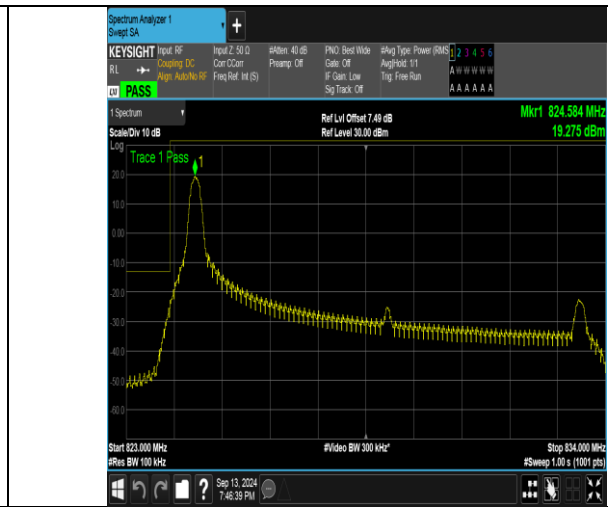 Spectrum Analyzer 1
Swept SA
+
KEYSIGHT Input: RF Input Z: 50 Ω #Atten: 40 dB PNO: Best Wide #Avg Type: Power (RMS 1 2 3 4 5 6
RL Coupling: DC Corr CCorr Preamp: Off Gate: Off Avg|Hold: 1/1 A W W W W W
Align: Auto/No RF Freq Ref: Int (S) IF Gain: Low Trig: Free Run
LXI PASS Sig Track: Off A A A A A A
1 Spectrum Ref Lvl Offset 7.49 dB Mkr1 824.584 MHz
Scale/Div 10 dB Ref Level 30.00 dBm 19.275 dBm
Log
Trace 1 Pass 1
20.0
10.0
0.00
-10.0
-20.0
-30.0
-40.0
-50.0
-60.0
Start 823.000 MHz #Video BW 300 kHz* Stop 834.000 MHz
#Res BW 100 kHz #Sweep 1.00 s (1001 pts)
? Sep 13, 2024
7:46:39 PM